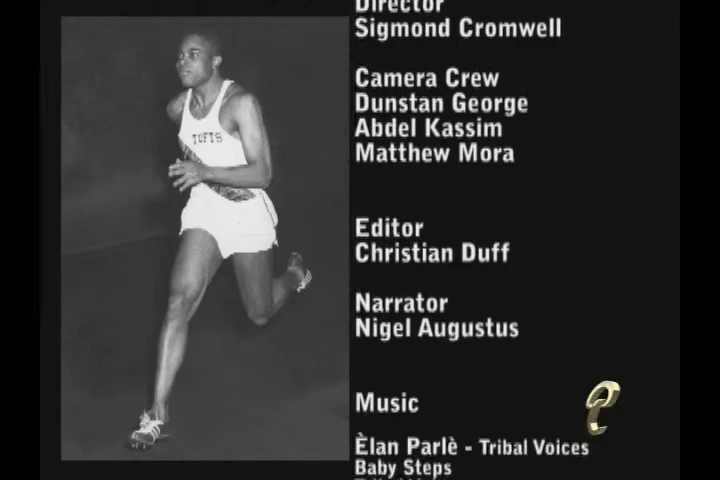 Director
Sigmond Cromwell
Camera Crew
Dunstan George
Abdel Kassim
Matthew Mora
Editor
Christian Duff
Narrator
Nigel Augustus
Music
Èlan Parlè - Tribal Voices
Baby Steps
TUFTS